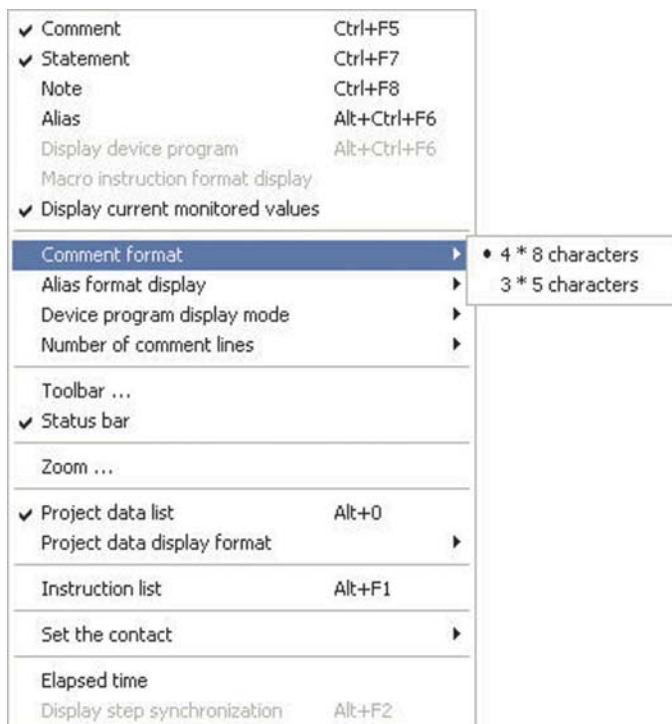 Comment Ctrl+F5
Statement Ctrl+F7
Note Ctrl+F8
Alias Alt+Ctrl+F6
Display device program Alt+Ctrl+F6
Macro instruction format display
Display current monitored values
Comment format
4 * 8 characters
3 * 5 characters
Alias format display
Device program display mode
Number of comment lines
Toolbar ...
Status bar
Zoom ...
Project data list Alt+0
Project data display format
Instruction list Alt+F1
Set the contact
Elapsed time
Display step synchronization Alt+F2